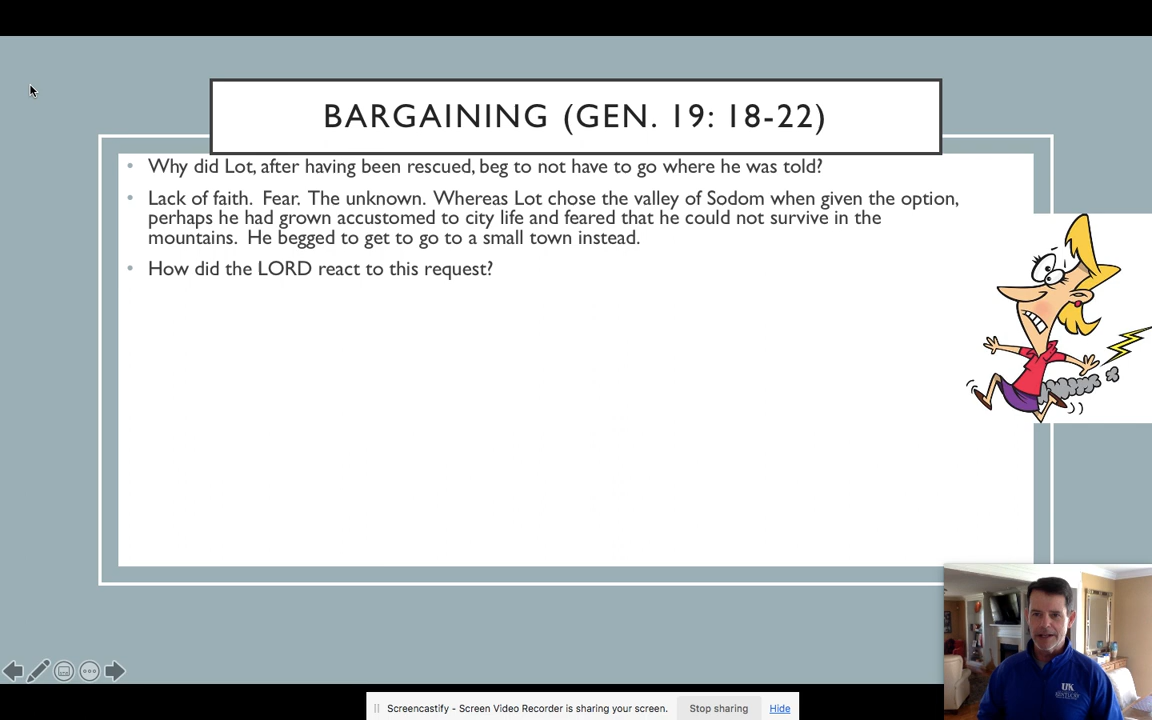 BARGAINING (GEN. 19: 18-22)
• Why did Lot, after having been rescued, beg to not have to go where he was told?
• Lack of faith. Fear. The unknown. Whereas Lot chose the valley of Sodom when given the option,
perhaps he had grown accustomed to city life and feared that he could not survive in the
mountains. He begged to get to go to a small town instead.
• How did the LORD react to this request?
UK
Screencastify - Screen Video Recorder is sharing your screen.
Stop sharing
Hide